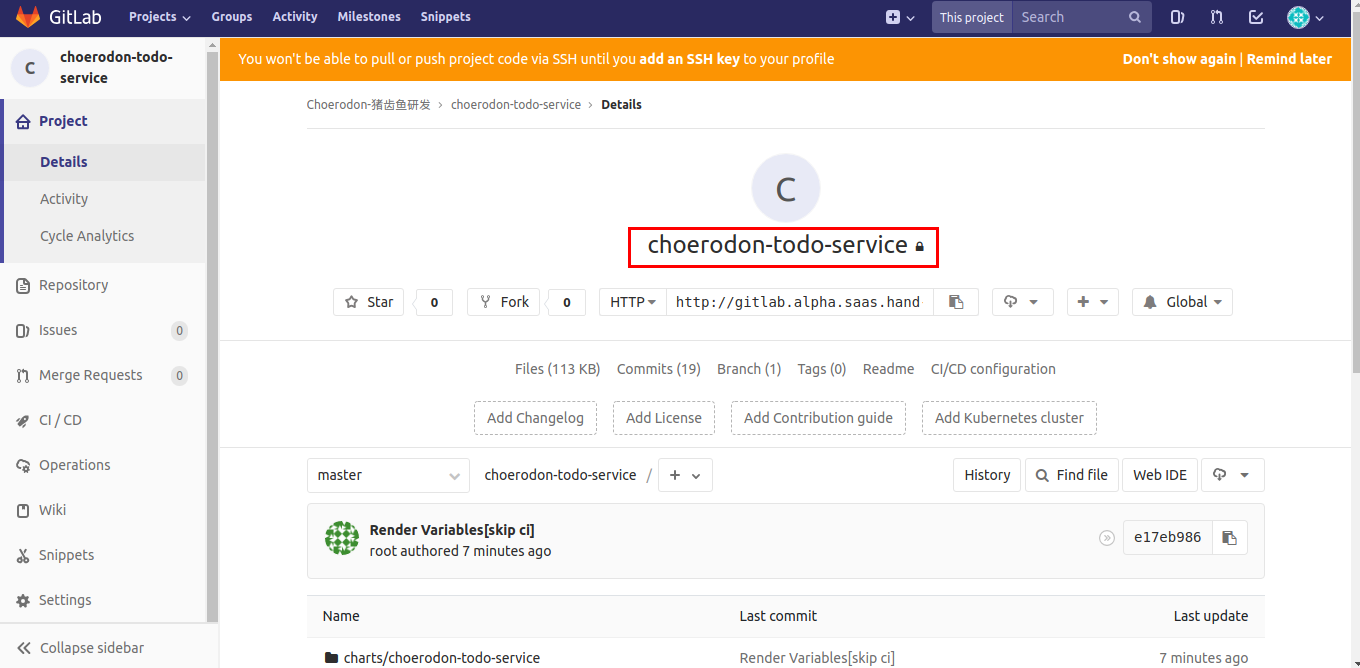 GitLab Projects Groups Activity Milestones Snippets This project Search
C choerodon-todo-
service
You won't be able to pull or push project code via SSH until you add an SSH key to your profile Don't show again | Remind later
Project
Details
Activity
Cycle Analytics
Repository
Issues 0
Merge Requests 0
CI / CD
Operations
Wiki
Snippets
Settings
Collapse sidebar
Choerodon-猪齿鱼研发 › choerodon-todo-service › Details
C
choerodon-todo-service
Star 0 Fork 0 HTTP http://gitlab.alpha.saas.hand Global
Files (113 KB) Commits (19) Branch (1) Tags (0) Readme CI/CD configuration
Add Changelog Add License Add Contribution guide Add Kubernetes cluster
master choerodon-todo-service / + History Find file Web IDE
Render Variables[skip ci]
root authored 7 minutes ago
e17eb986
Name Last commit Last update
charts/choerodon-todo-service Render Variables[skip ci] 7 minutes ago